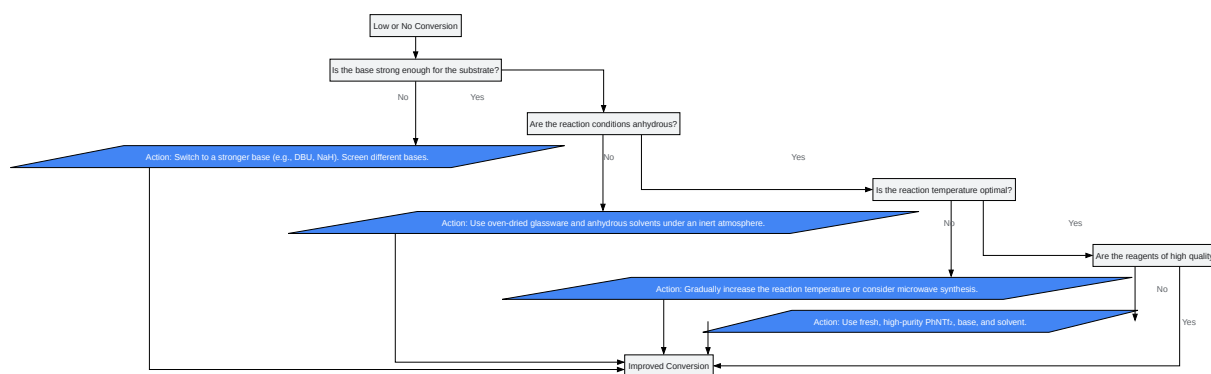 Low or No Conversion
Is the base strong enough for the substrate?
No
Yes
Are the reaction conditions anhydrous?
Action: Switch to a stronger base (e.g., DBU, NaH). Screen different bases.
No
Yes
Is the reaction temperature optimal?
Action: Use oven-dried glassware and anhydrous solvents under an inert atmosphere.
No
Yes
Are the reagents of high quality
Action: Gradually increase the reaction temperature or consider microwave synthesis.
No
Action: Use fresh, high-purity PhNTf₂, base, and solvent.
Yes
Improved Conversion